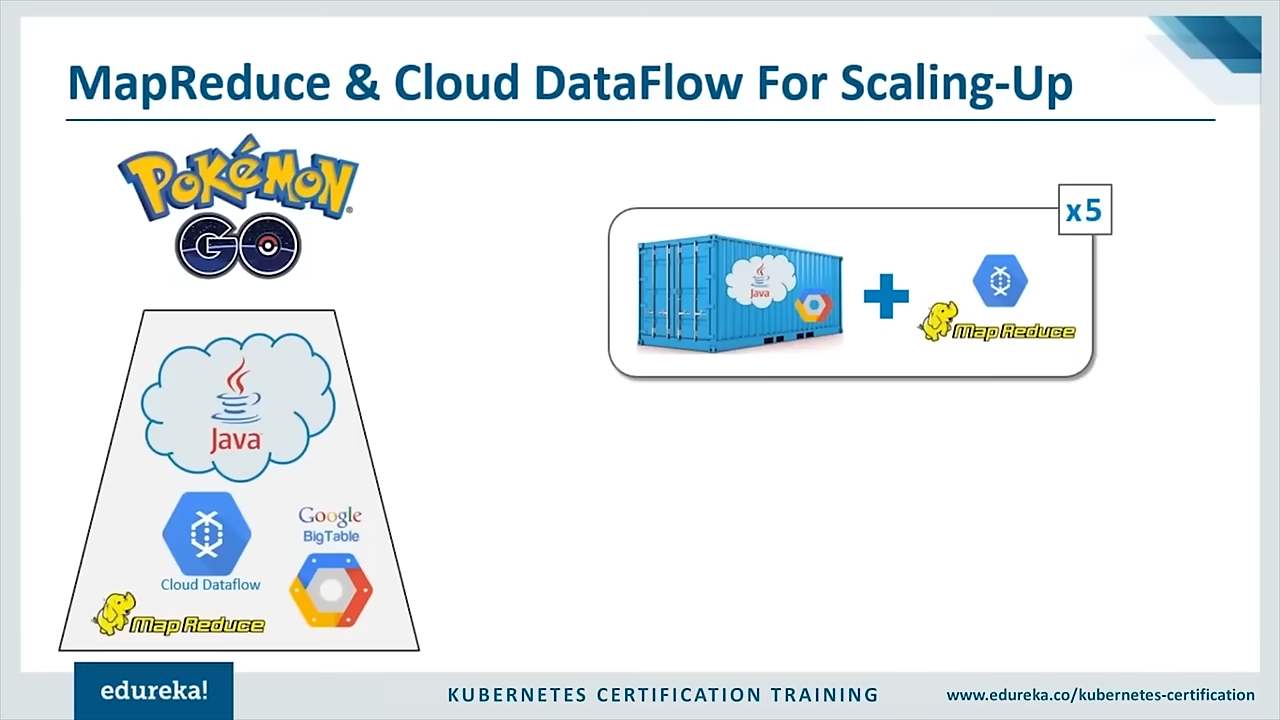 MapReduce & Cloud DataFlow For Scaling-Up
POKéMON
GO
x5
Java
Map Reduce
Java
Google
BigTable
Cloud Dataflow
Map Reduce
edureka!
KUBERNETES CERTIFICATION TRAINING
www.edureka.co/kubernetes-certification